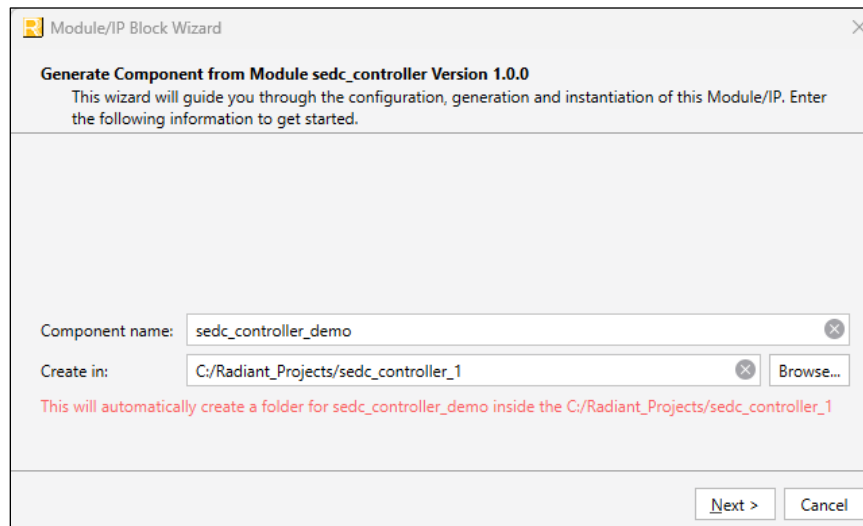 Module/IP Block Wizard
Generate Component from Module sedc_controller Version 1.0.0
This wizard will guide you through the configuration, generation and instantiation of this Module/IP. Enter
the following information to get started.
Component name: sedc_controller_demo
Create in: C:/Radiant_Projects/sedc_controller_1 Browse...
This will automatically create a folder for sedc_controller_demo inside the C:/Radiant_Projects/sedc_controller_1
Next > Cancel